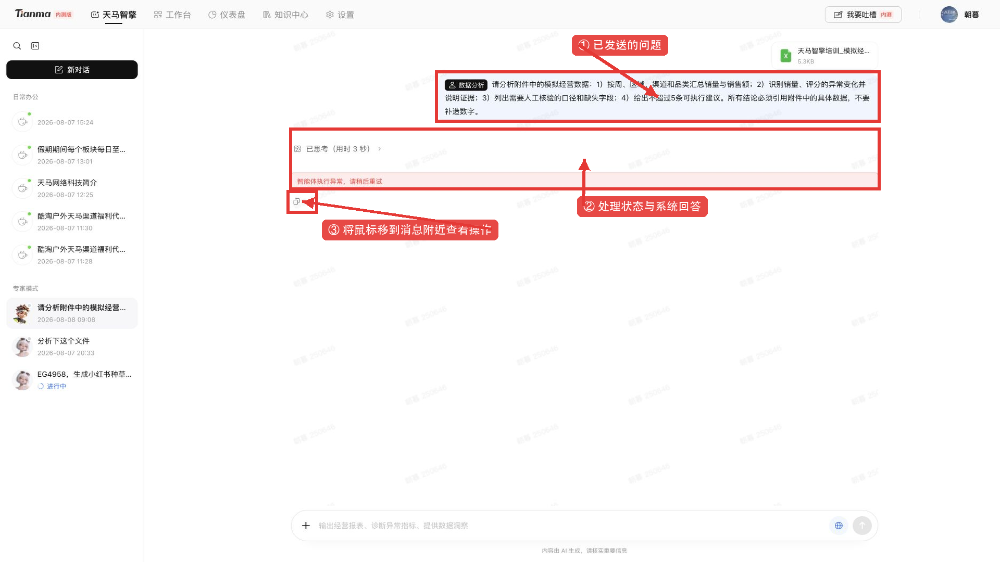 Tianma 内测版
天马智擎
工作台
仪表盘
知识中心
设置
我要吐槽 内测
朝暮
新对话
日常办公
2026-08-07 15:24
假期期间每个板块每日至...
2026-08-07 13:01
天马网络科技简介
2026-08-07 12:25
酷淘户外天马渠道福利代...
2026-08-07 11:30
酷淘户外天马渠道福利代...
2026-08-07 11:28
专家模式
请分析附件中的模拟经营...
2026-08-08 09:08
分析下这个文件
2026-08-07 20:33
EG4958，生成小红书种草...
进行中
① 已发送的问题
天马智擎培训_模拟经...
5.3KB
数据分析 请分析附件中的模拟经营数据：1）按周、区域、渠道和品类汇总销量与销售额；2）识别销量、评分的异常变化并
说明证据；3）列出需要人工核验的口径和缺失字段；4）给出不超过5条可执行建议。所有结论必须引用附件中的具体数据，不要
补造数字。
已思考（用时 3 秒）
智能体执行异常，请稍后重试
② 处理状态与系统回答
③ 将鼠标移到消息附近查看操作
输出经营报表、诊断异常指标、提供数据洞察
内容由 AI 生成，请核实重要信息
朝暮 250646